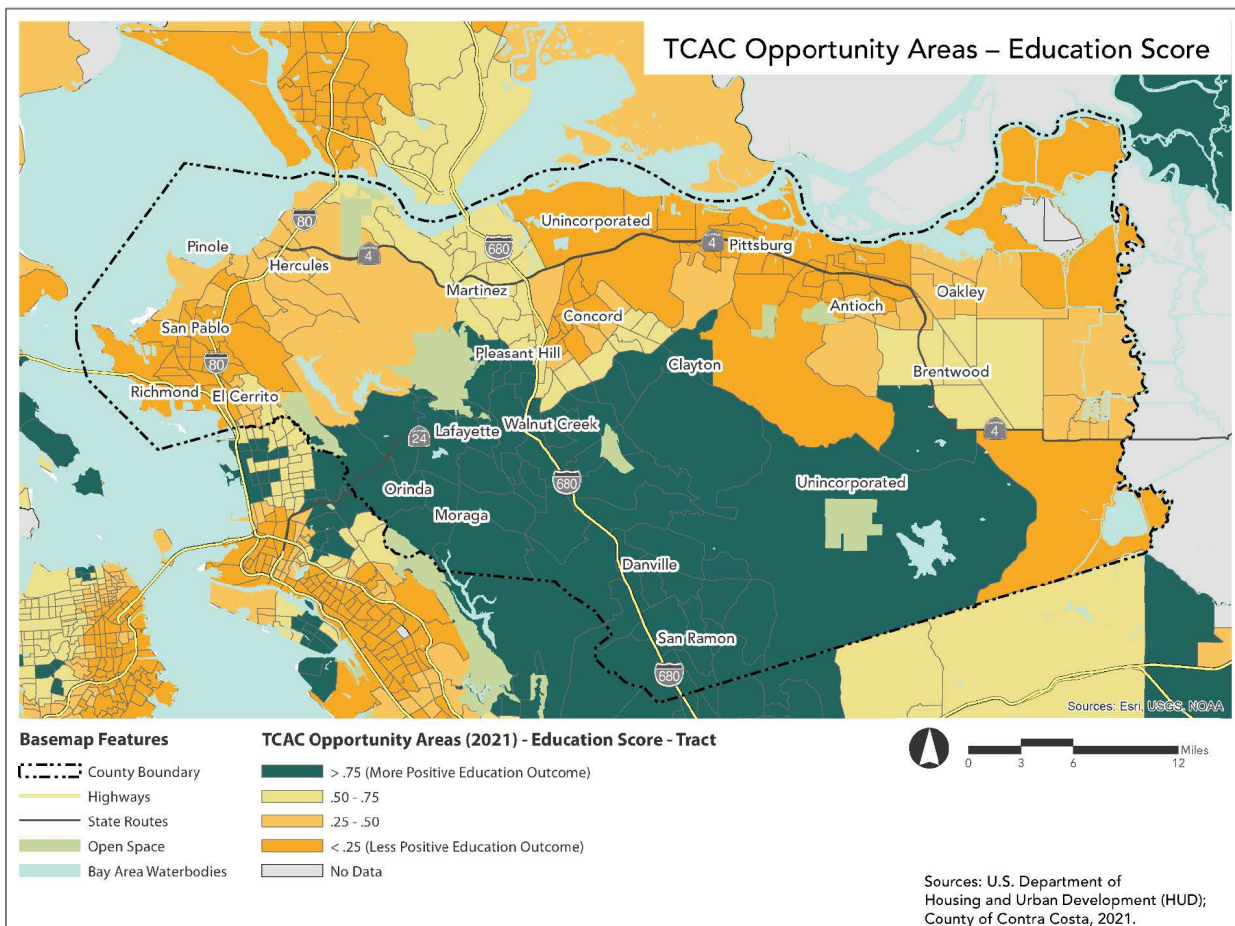 TCAC Opportunity Areas – Education Score
80
Unincorporated
Pinole
680
4
Pittsburg
4
Hercules
Martinez
Oakley
Antioch
Concord
San Pablo
Pleasant Hill
80
Clayton
Brentwood
Richmond
El Cerrito
Walnut Creek
Lafayette
24
4
680
Unincorporated
Orinda
Moraga
Danville
San Ramon
680
Sources: Esri, USGS, NOAA
Basemap Features
County Boundary
Highways
State Routes
Open Space
Bay Area Waterbodies
TCAC Opportunity Areas (2021) - Education Score - Tract
> .75 (More Positive Education Outcome)
.50 - .75
.25 - .50
< .25 (Less Positive Education Outcome)
No Data
Miles
0 3 6 12
Sources: U.S. Department of
Housing and Urban Development (HUD);
County of Contra Costa, 2021.